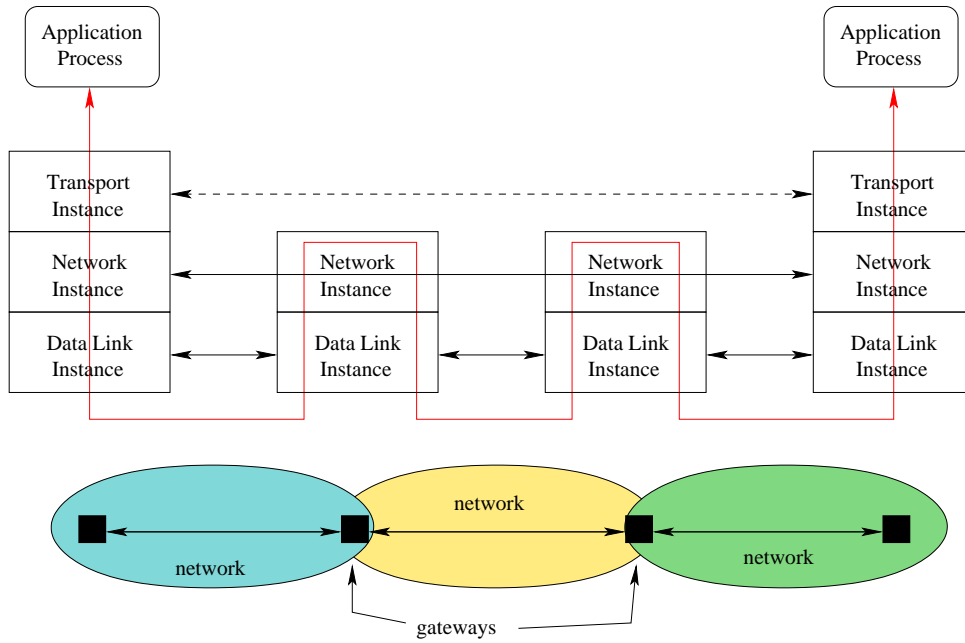 Application
Process
Application
Process
Transport
Instance
Transport
Instance
Network
Instance
Network
Instance
Network
Instance
Network
Instance
Data Link
Instance
Data Link
Instance
Data Link
Instance
Data Link
Instance
network
network
network
gateways